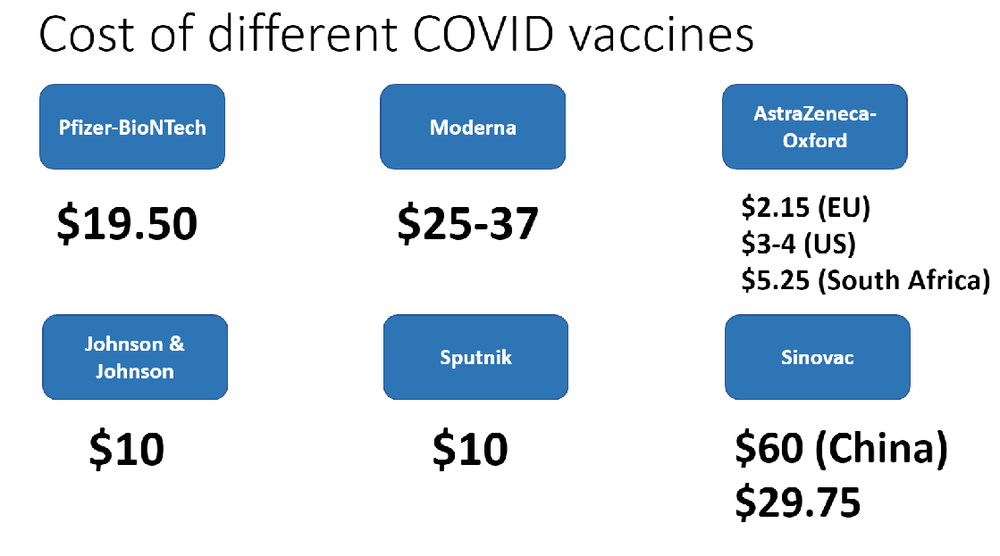 Cost of different COVID vaccines
Pfizer-BioNTech
$19.50
Moderna
$25-37
AstraZeneca-
Oxford
$2.15 (EU)
$3-4 (US)
$5.25 (South Africa)
Johnson &
Johnson
$10
Sputnik
$10
Sinovac
$60 (China)
$29.75